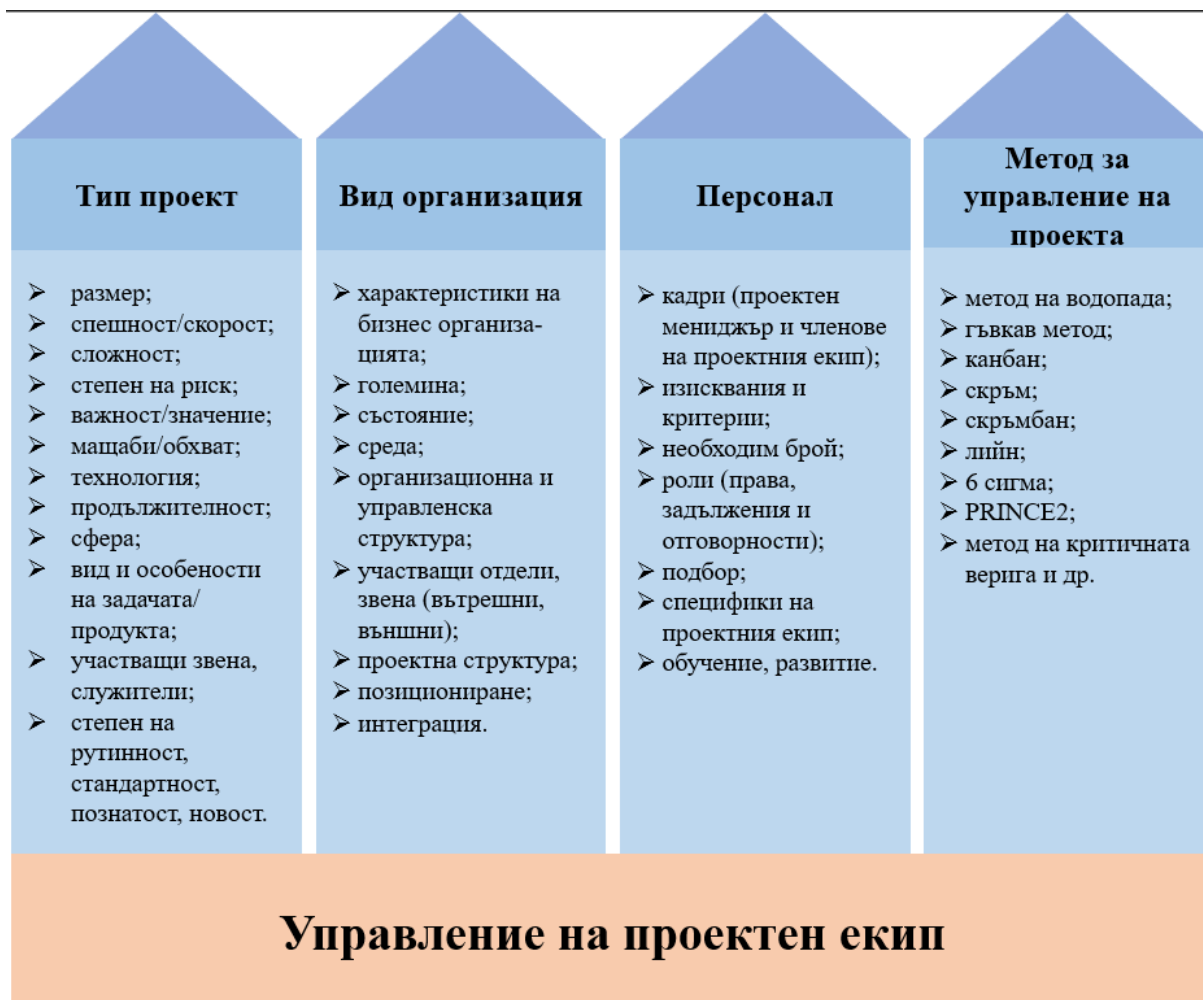 Тип проект
➢ размер;
➢ спешност/скорост;
➢ сложност;
➢ степен на риск;
➢ важност/значение;
➢ мащаби/обхват;
➢ технология;
➢ продължителност;
➢ сфера;
➢ вид и особености
на задачата/
продукта;
➢ участващи звена,
служители;
➢ степен на
рутинност,
стандартност,
познатост, новост.
Вид организация
➢ характеристики на
бизнес организа-
цията;
➢ големина;
➢ състояние;
➢ среда;
➢ организационна и
управленска
структура;
➢ участващи отдели,
звена (вътрешни,
външни);
➢ проектна структура;
➢ позициониране;
➢ интеграция.
Персонал
➢ кадри (проектен
мениджър и членове
на проектния екип);
➢ изисквания и
критерии;
➢ необходим брой;
➢ роли (права,
задължения и
отговорности);
➢ подбор;
➢ специфики на
проектния екип;
➢ обучение, развитие.
Метод за
управление на
проекта
➢ метод на водопада;
➢ гъвкав метод;
➢ канбан;
➢ скръм;
➢ скръмбан;
➢ лийн;
➢ 6 сигма;
➢ PRINCE2;
➢ метод на критичната
верига и др.
Управление на проектен екип